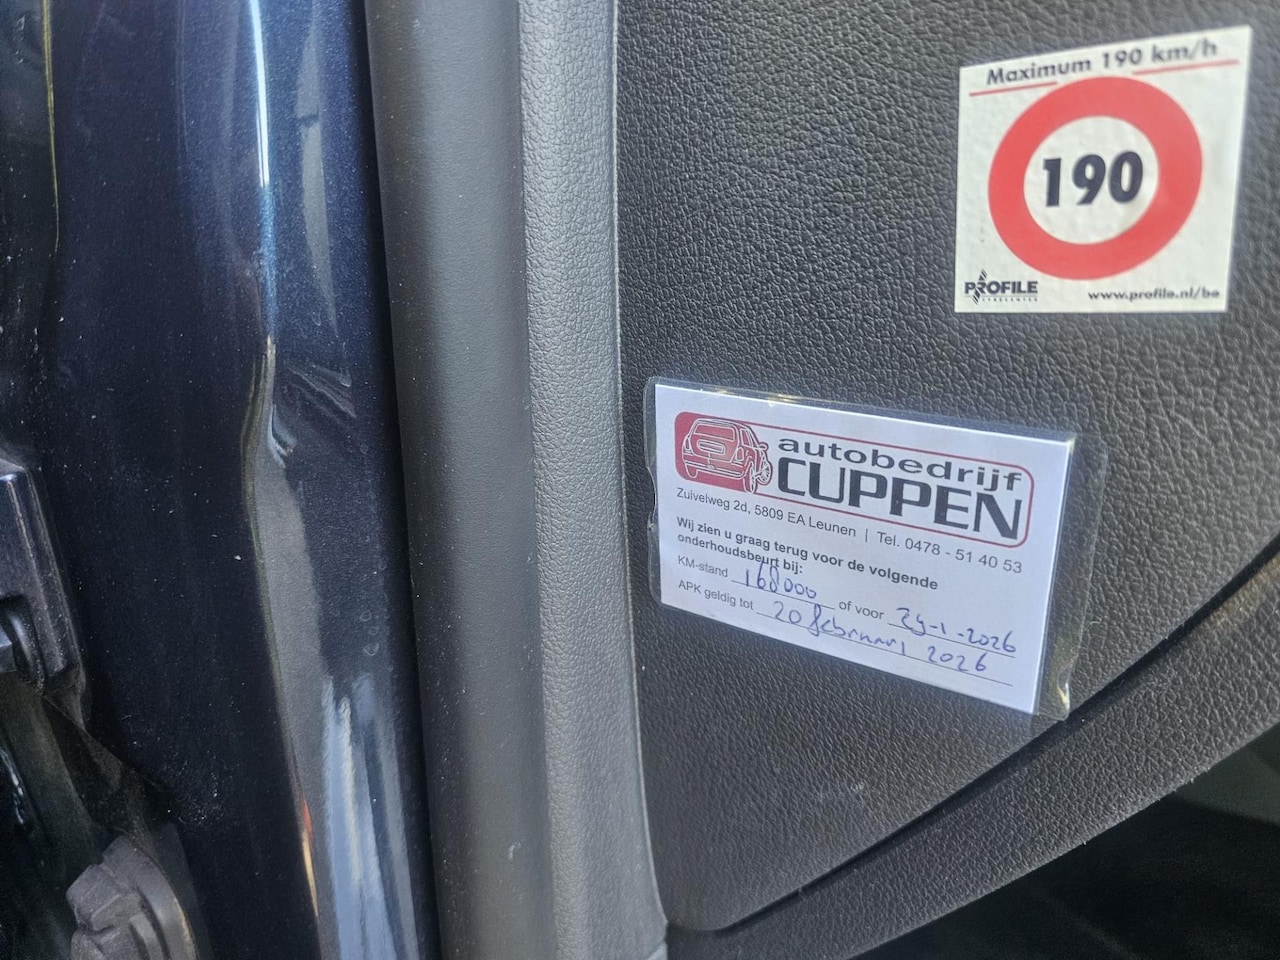 Maximum 190 km/h
190
PROFILE
www.profile.nl/be
autobedrijf
CUPPEN
Zuivelweg 2d, 5809 EA Leunen | Tel. 0478 - 51 40 53
Wij zien u graag terug voor de volgende
onderhoudsbeurt bij:
KM-stand 168000 of voor 29-1-2026
APK geldig tot 20 februari 2026